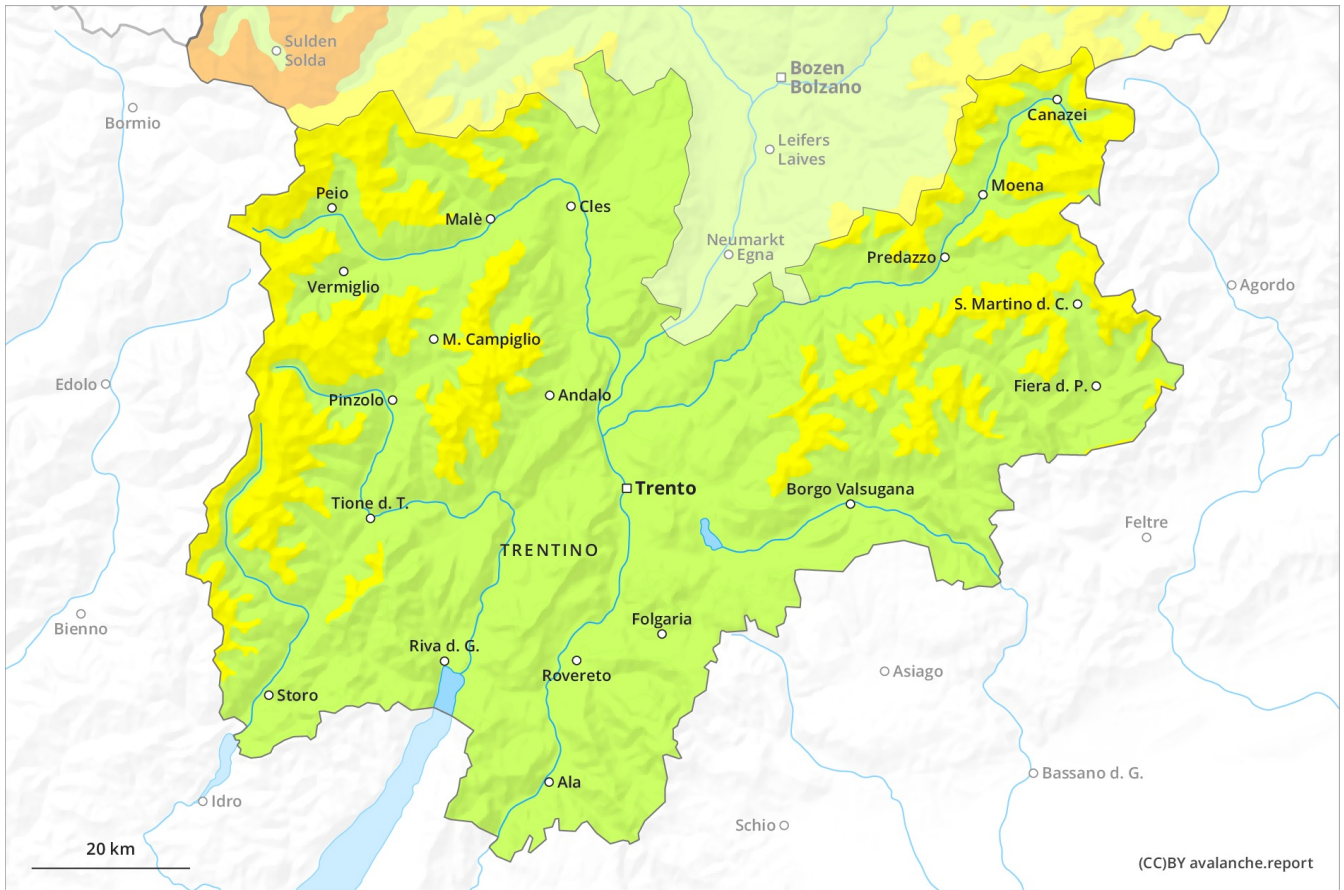 Sulden
Solda
Bozen
Bolzano
Bormio
Canazei
Leifers
Laives
Peio
Moena
Malè
Cles
Neumarkt
Egna
Predazzo
Vermiglio
Agordo
S. Martino d. C.
M. Campiglio
Edolo
Fiera d. P.
Andalo
Pinzolo
Trento
Borgo Valsugana
Tione d. T.
Feltre
TRENTINO
Folgaria
Bienno
Riva d. G.
Asiago
Rovereto
Storo
Bassano d. G.
Ala
Idro
Schio
20 km
(CC)BY avalanche.report